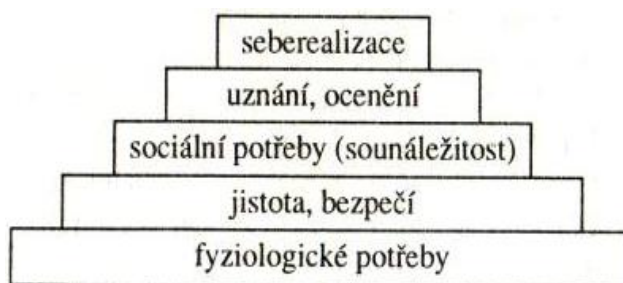 seberealizace
uznání, ocenění
sociální potřeby (sounáležitost)
jistota, bezpečí
fyziologické potřeby